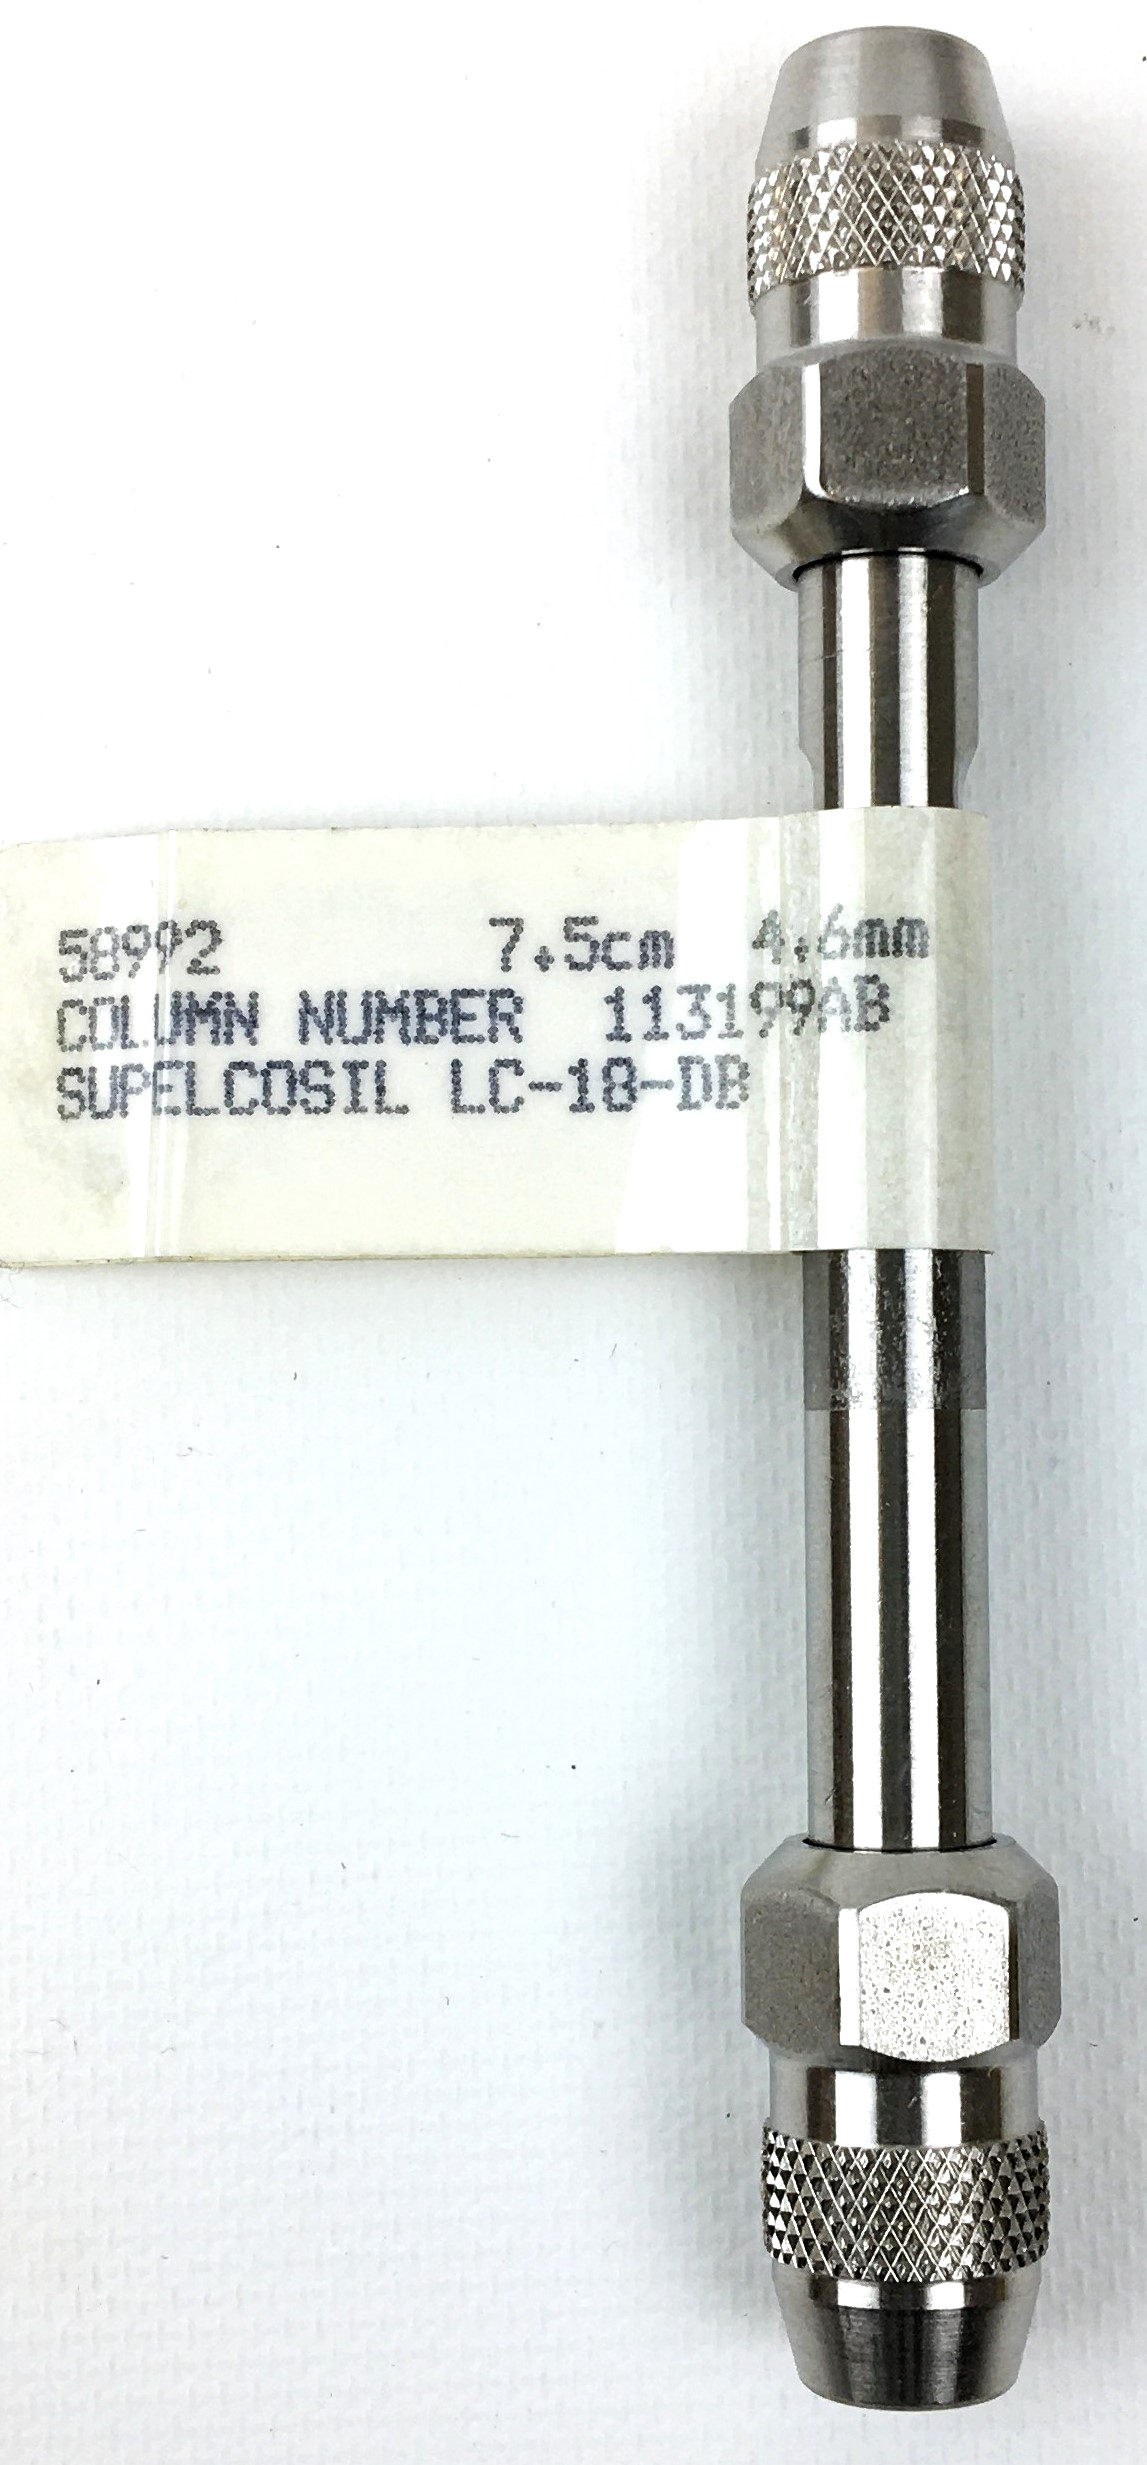 58992 7.5cm 4.6mm
COLUMN NUMBER 113199AB
SUPELCOSIL LC-18-DB